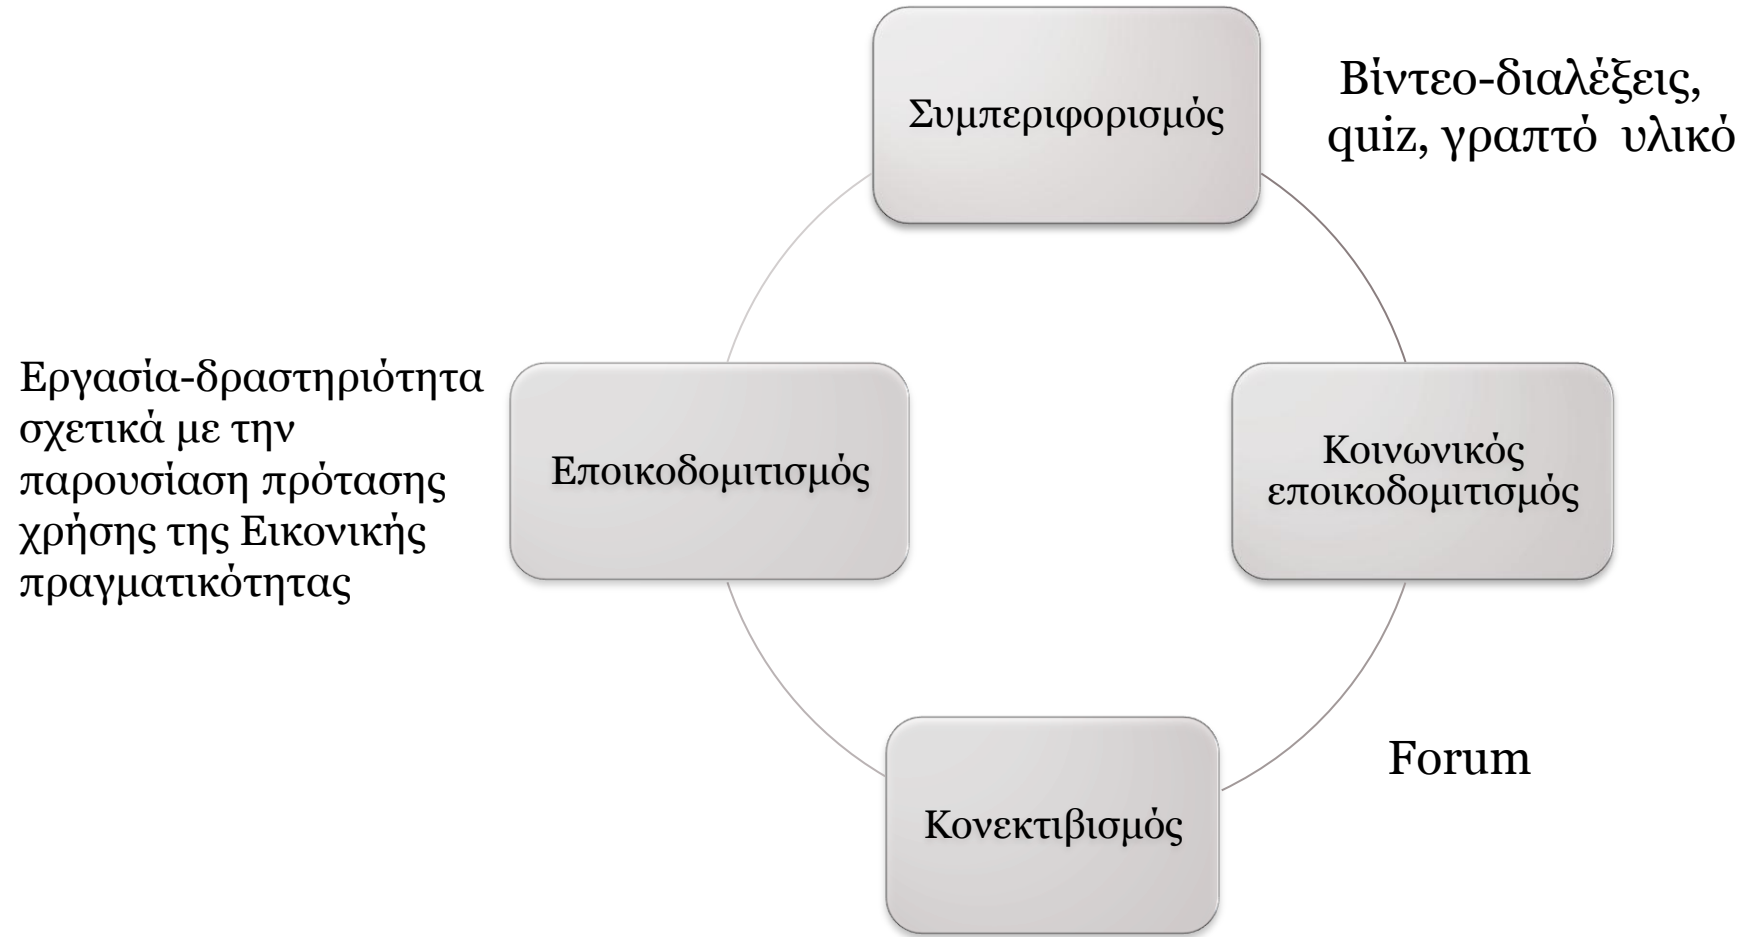 Συμπεριφορισμός
Βίντεο-διαλέξεις,
quiz, γραπτό υλικό
Εργασία-δραστηριότητα
σχετικά με την
παρουσίαση πρότασης
χρήσης της Εικονικής
πραγματικότητας
Εποικοδομιτισμός
Κοινωνικός
εποικοδομιτισμός
Forum
Κονεκτιβισμός